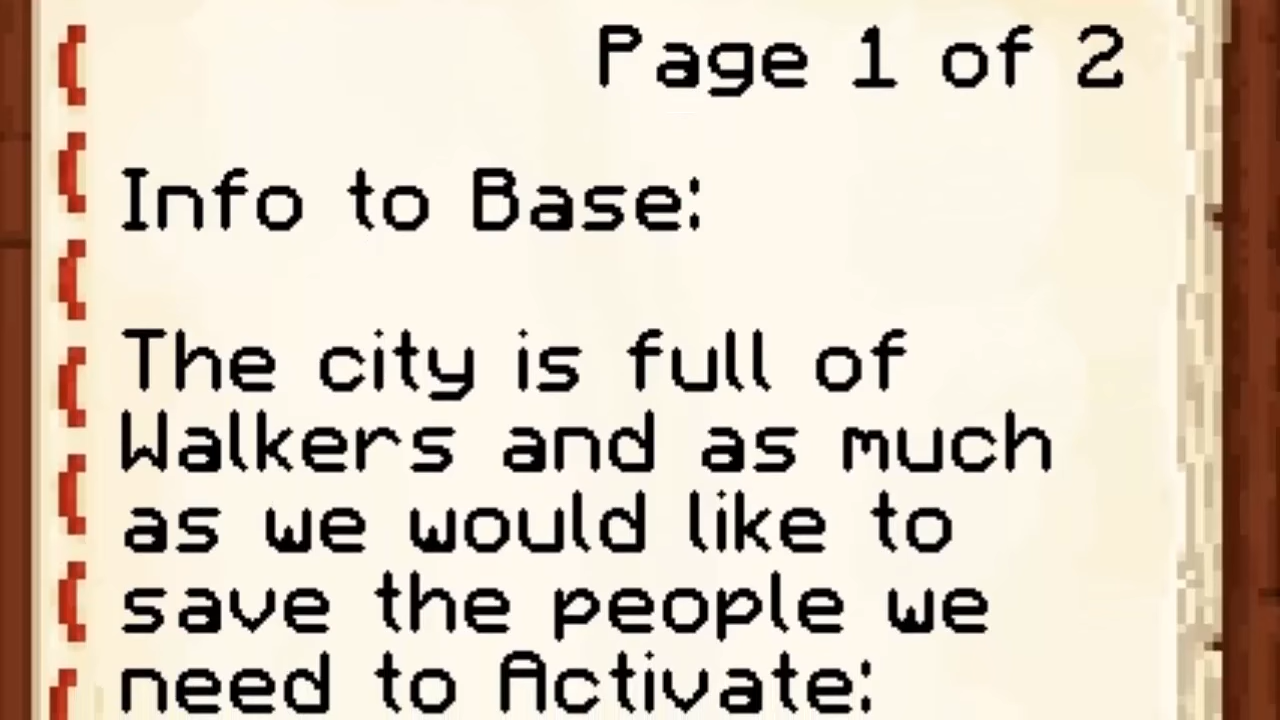 Page 1 of 2
Info to Base:
The city is full of
Walkers and as much
as we would like to
save the people we
need to Activate: